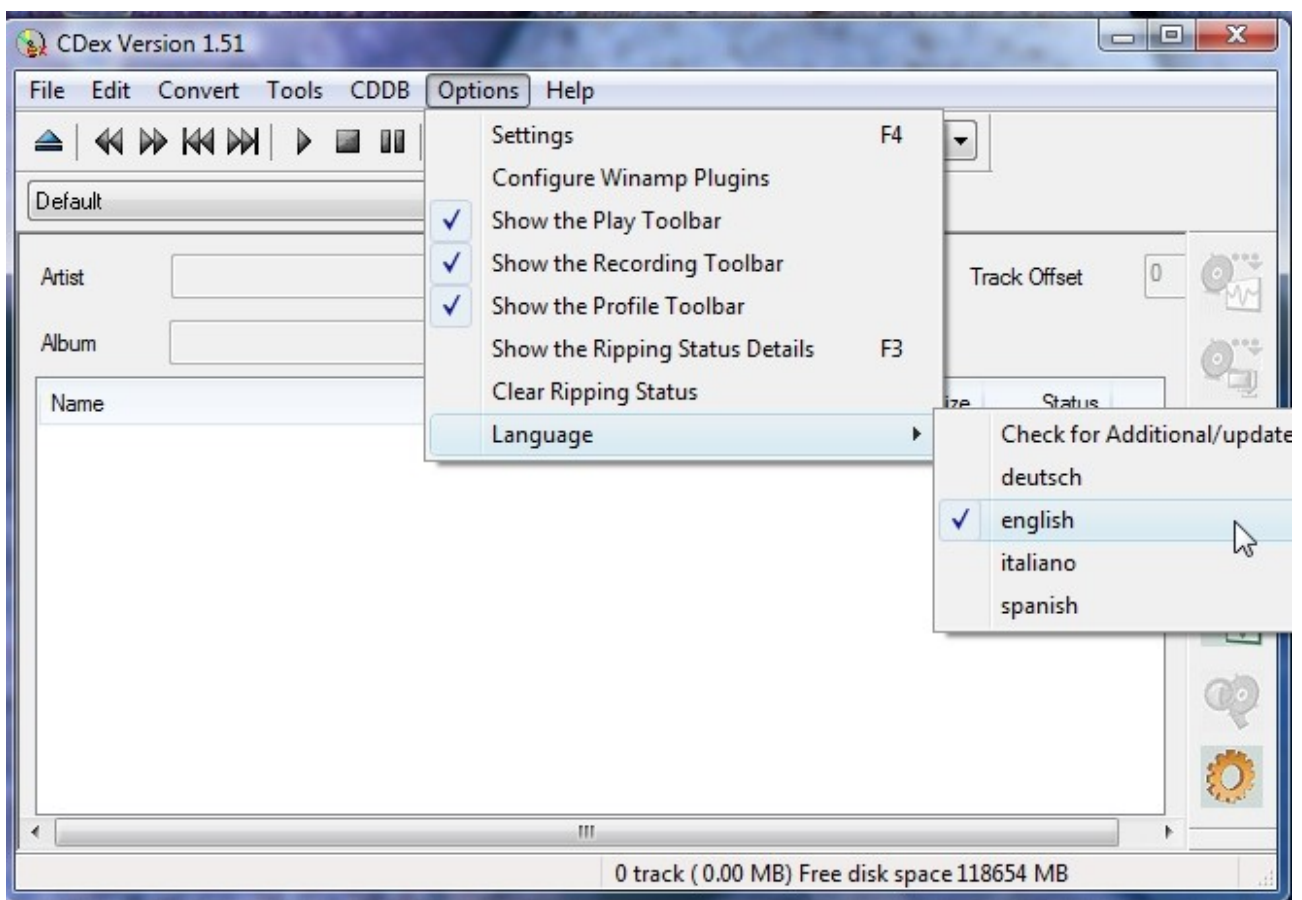 CDex Version 1.51
File Edit Convert Tools CDDB Options Help
Default
Settings F4
Configure Winamp Plugins
Show the Play Toolbar
Show the Recording Toolbar
Show the Profile Toolbar
Show the Ripping Status Details F3
Clear Ripping Status
Language
Artist
Track Offset 0
Album
Name
ize Status
Check for Additional/update
deutsch
english
italiano
spanish
0 track ( 0.00 MB) Free disk space 118654 MB